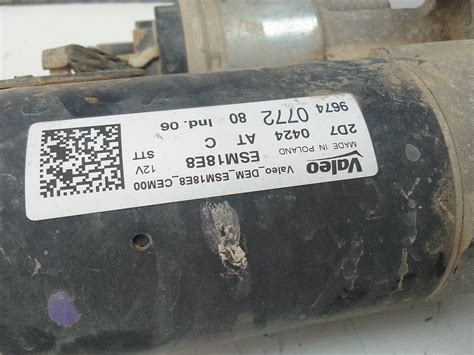 Valeo
MADE IN POLAND
9674 0772 80 Ind. 06
2D7 0424 AT C
ESM18E8
Valeo_DEM_ESM18E8_CEM00
12V
STT